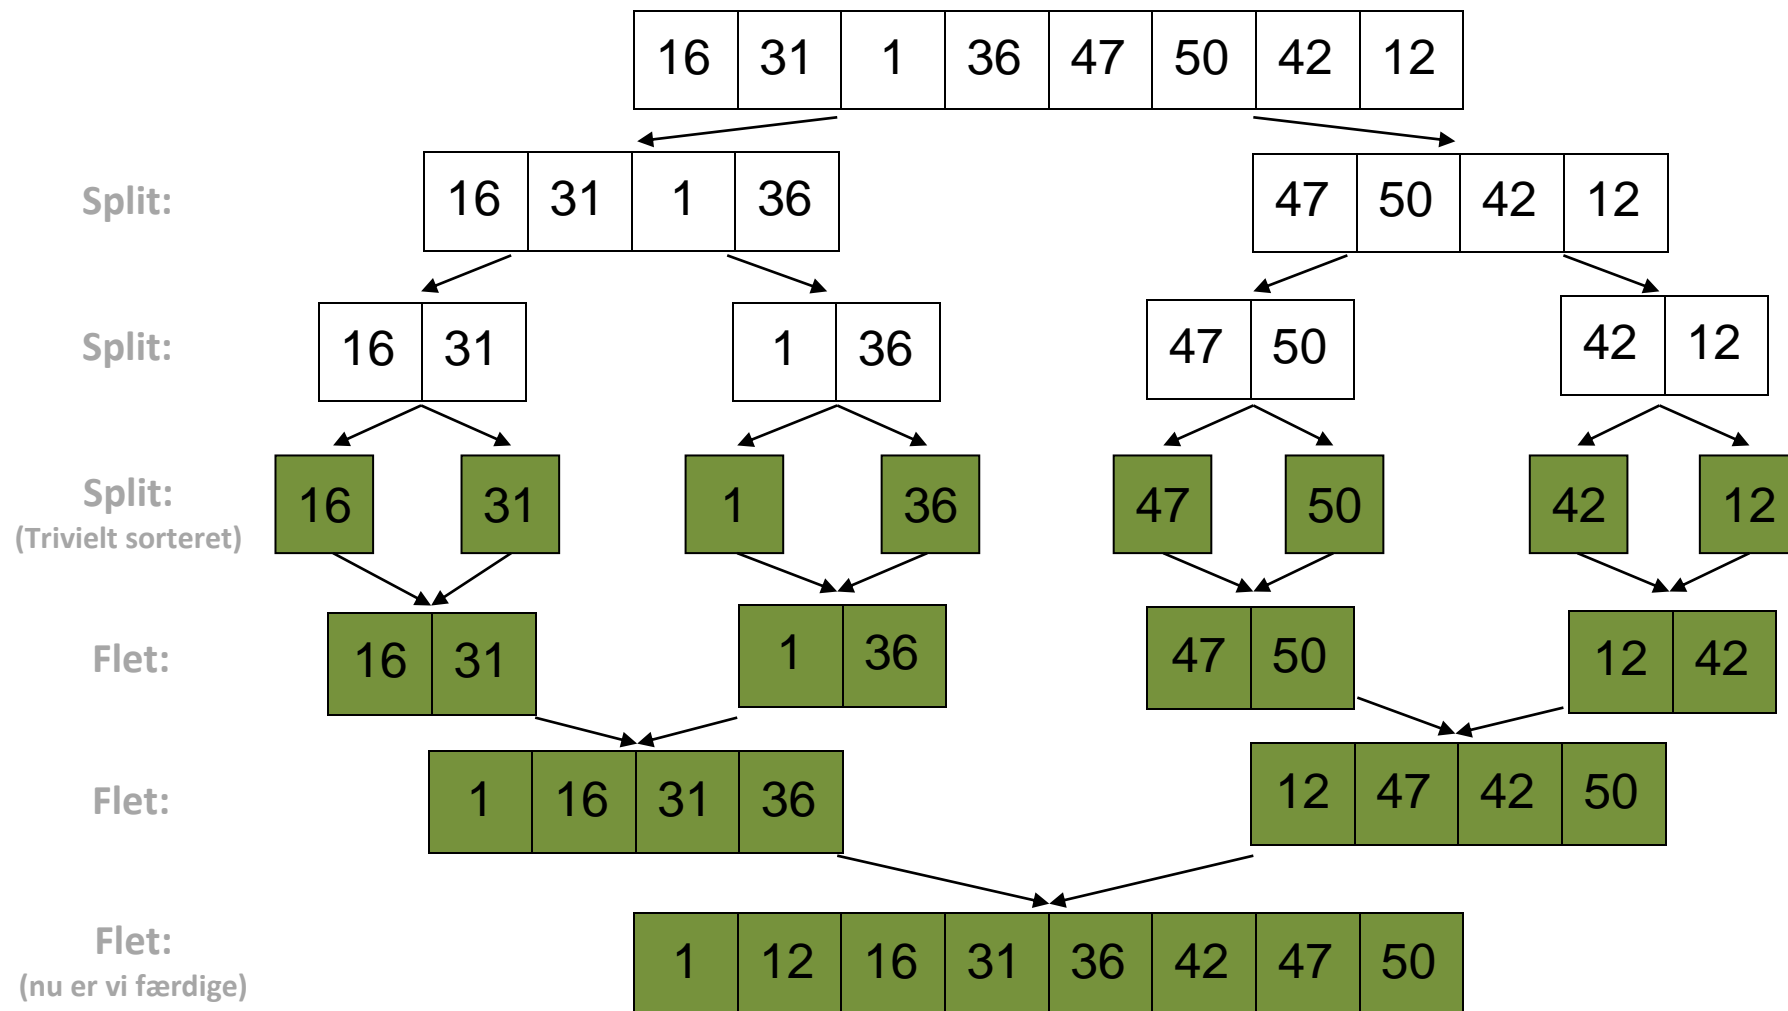 16 31 1 36 47 50 42 12
Split: 16 31 1 36 47 50 42 12
Split: 16 31 1 36 47 50 42 12
Split: 16 31 1 36 47 50 42 12
(Trivielt sorteret)
Flet: 16 31 1 36 47 50 12 42
Flet: 1 16 31 36 12 47 42 50
Flet: 1 12 16 31 36 42 47 50
(nu er vi færdige)